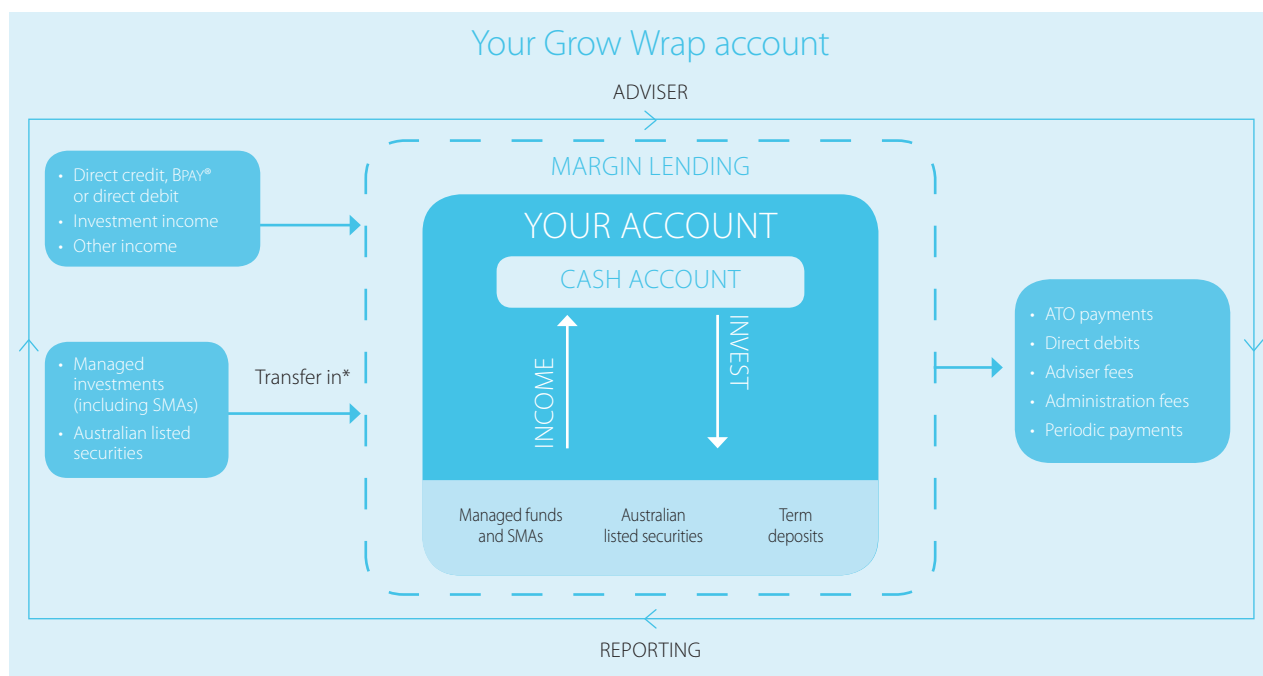 Your Grow Wrap account
ADVISER
• Direct credit, BPAY®
or direct debit
• Investment income
• Other income
• Managed
investments
(including SMAs)
• Australian listed
securities
Transfer in*
MARGIN LENDING
YOUR ACCOUNT
CASH ACCOUNT
INCOME
INVEST
Managed funds
and SMAs
Australian
listed securities
Term
deposits
• ATO payments
• Direct debits
• Adviser fees
• Administration fees
• Periodic payments
REPORTING